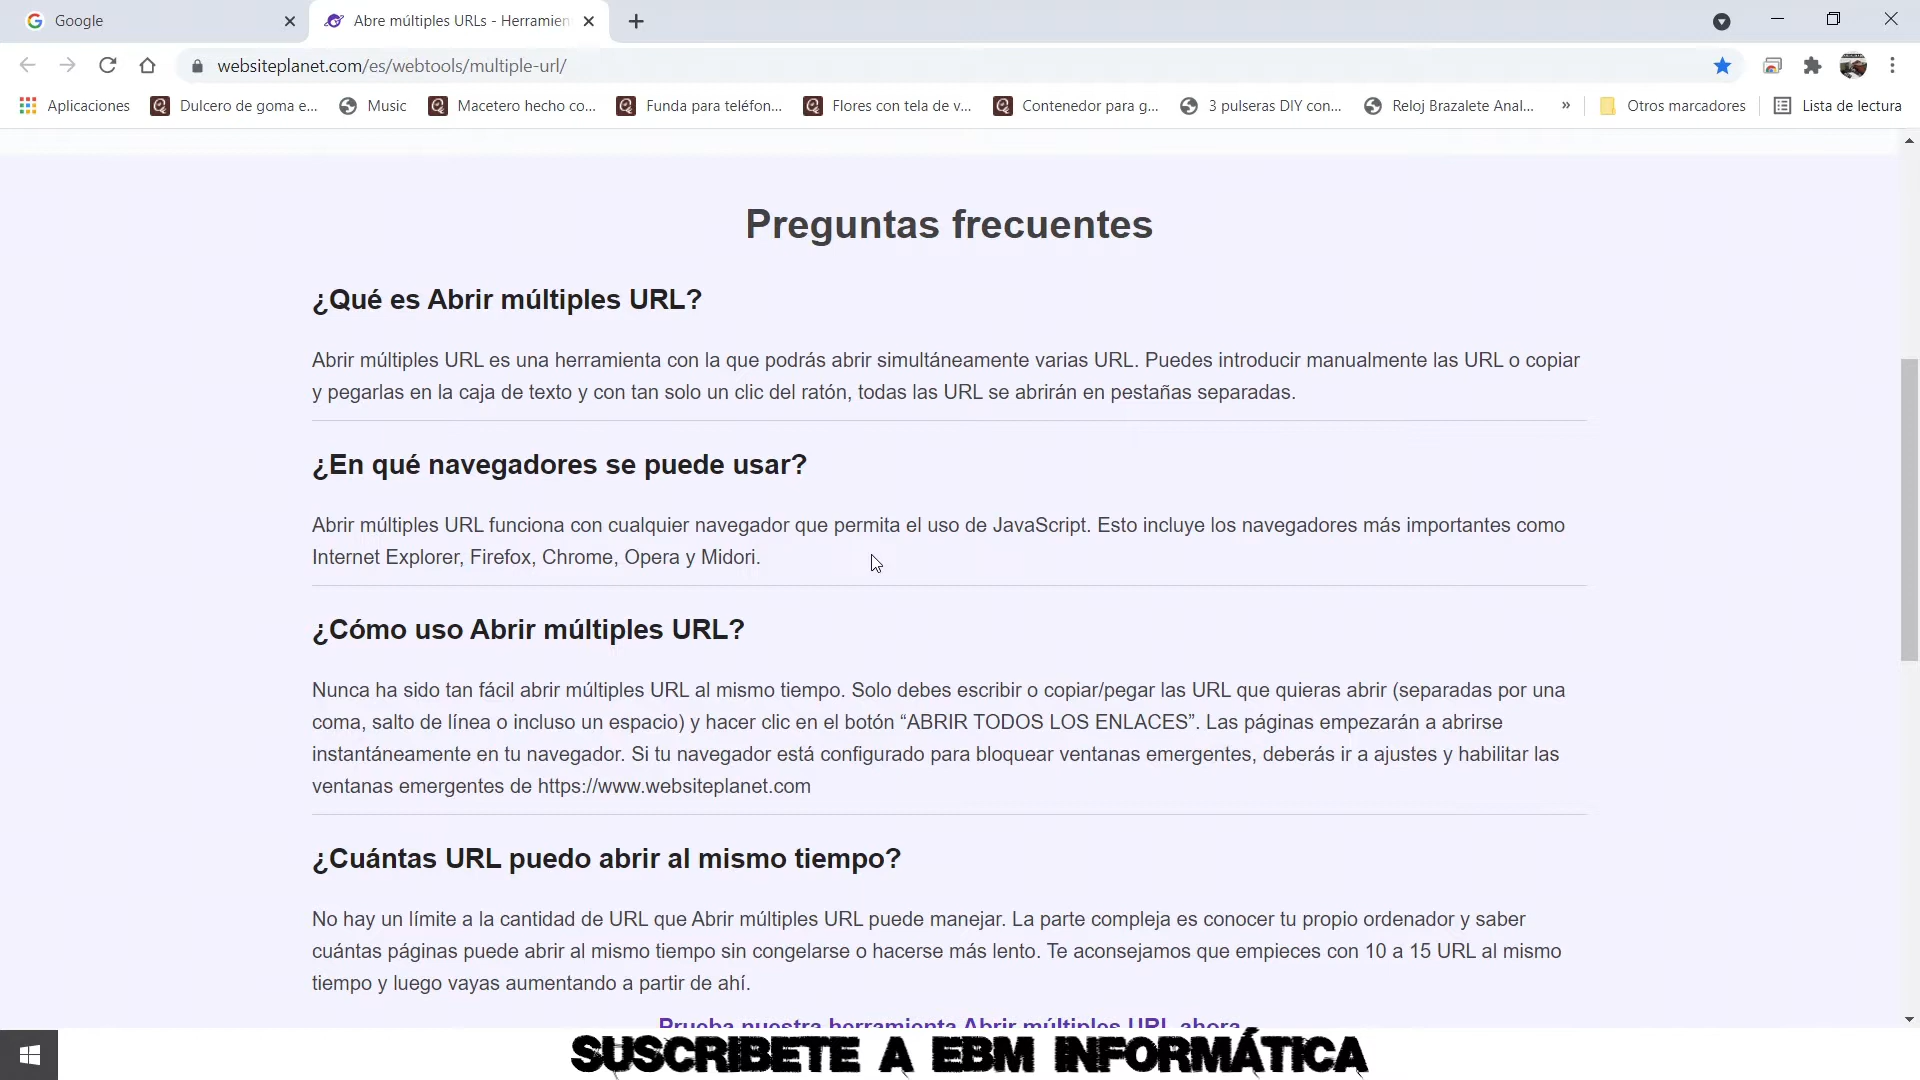 Google
Abre múltiples URLs - Herramien
websiteplanet.com/es/webtools/multiple-url/
Aplicaciones
Dulcero de goma e...
Music
Macetero hecho co...
Funda para teléfon...
Flores con tela de v...
Contenedor para g...
3 pulseras DIY con...
Reloj Brazalete Anal...
»
Otros marcadores
Lista de lectura
Preguntas frecuentes
¿Qué es Abrir múltiples URL?
Abrir múltiples URL es una herramienta con la que podrás abrir simultáneamente varias URL. Puedes introducir manualmente las URL o copiar
y pegarlas en la caja de texto y con tan solo un clic del ratón, todas las URL se abrirán en pestañas separadas.
¿En qué navegadores se puede usar?
Abrir múltiples URL funciona con cualquier navegador que permita el uso de JavaScript. Esto incluye los navegadores más importantes como
Internet Explorer, Firefox, Chrome, Opera y Midori.
¿Cómo uso Abrir múltiples URL?
Nunca ha sido tan fácil abrir múltiples URL al mismo tiempo. Solo debes escribir o copiar/pegar las URL que quieras abrir (separadas por una
coma, salto de línea o incluso un espacio) y hacer clic en el botón “ABRIR TODOS LOS ENLACES”. Las páginas empezarán a abrirse
instantáneamente en tu navegador. Si tu navegador está configurado para bloquear ventanas emergentes, deberás ir a ajustes y habilitar las
ventanas emergentes de https://www.websiteplanet.com
¿Cuántas URL puedo abrir al mismo tiempo?
No hay un límite a la cantidad de URL que Abrir múltiples URL puede manejar. La parte compleja es conocer tu propio ordenador y saber
cuántas páginas puede abrir al mismo tiempo sin congelarse o hacerse más lento. Te aconsejamos que empieces con 10 a 15 URL al mismo
tiempo y luego vayas aumentando a partir de ahí.
Prueba nuestra herramienta Abrir múltiples URL ahora
SUSCRIBETE A EBM INFORMÁTICA